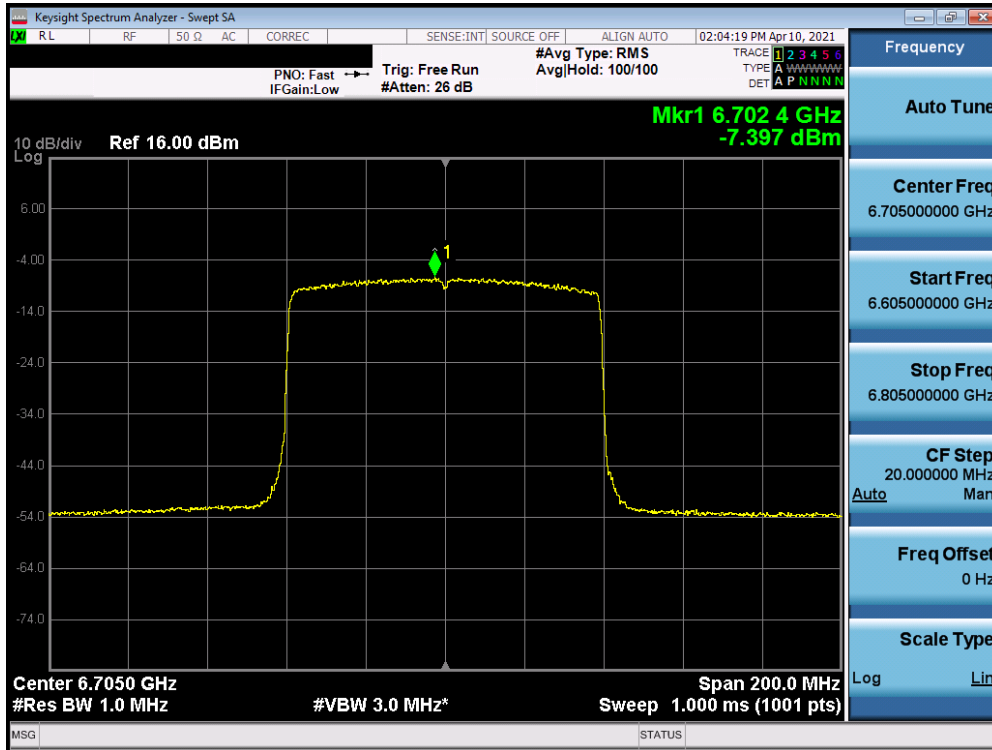 Keysight Spectrum Analyzer - Swept SA
LXI RL RF 50 Ω AC CORREC SENSE:INT SOURCE OFF ALIGN AUTO 02:04:19 PM Apr 10, 2021
PNO: Fast Trig: Free Run #Avg Type: RMS TRACE 1 2 3 4 5 6
IFGain:Low #Atten: 26 dB Avg|Hold: 100/100 TYPE A WWWWW
DET A P N N N N
Mkr1 6.702 4 GHz
-7.397 dBm
10 dB/div Ref 16.00 dBm
Log
6.00
1
-4.00
-14.0
-24.0
-34.0
-44.0
-54.0
-64.0
-74.0
Center 6.7050 GHz Span 200.0 MHz
#Res BW 1.0 MHz #VBW 3.0 MHz* Sweep 1.000 ms (1001 pts)
MSG STATUS
Frequency
Auto Tune
Center Freq
6.705000000 GHz
Start Freq
6.605000000 GHz
Stop Freq
6.805000000 GHz
CF Step
20.000000 MHz
Auto Man
Freq Offset
0 Hz
Scale Type
Log Lin